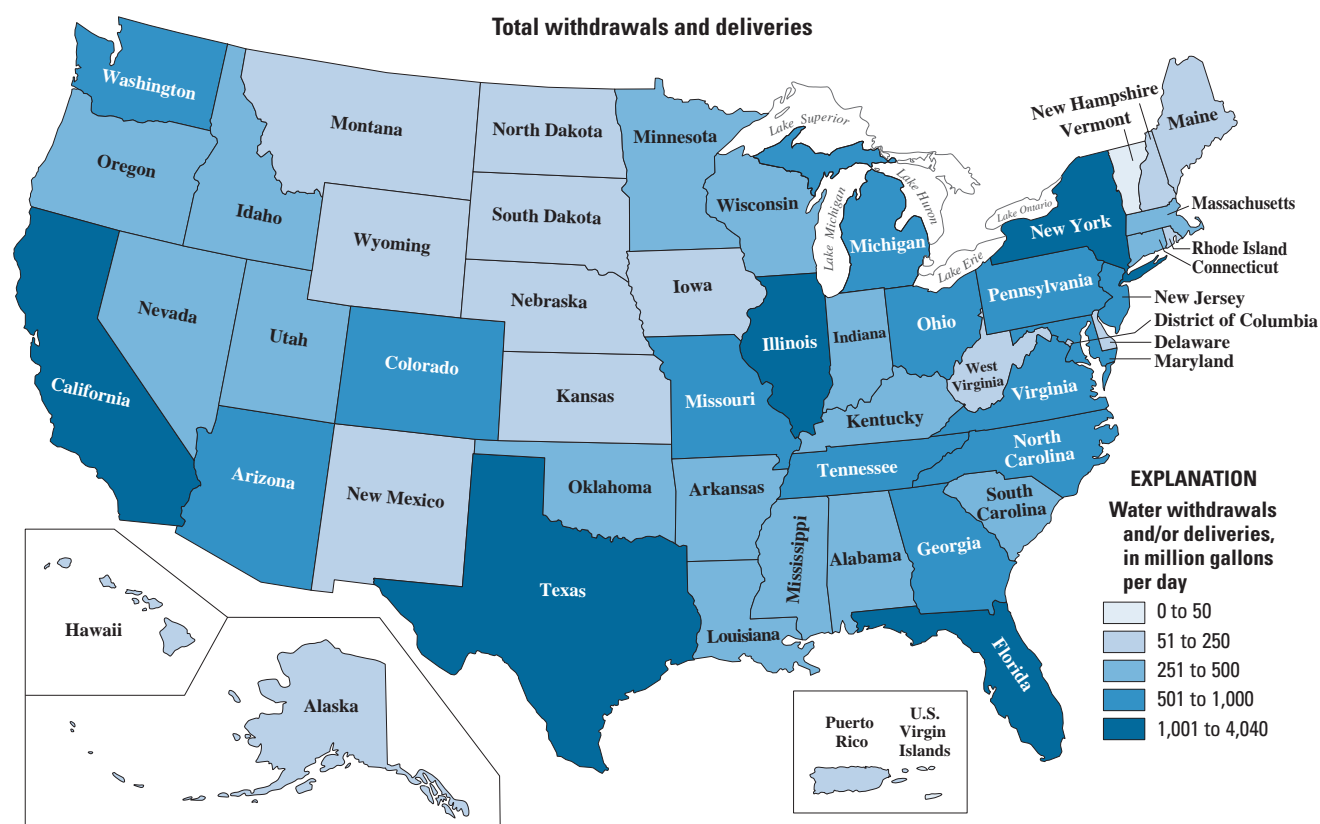 Total withdrawals and deliveries
Washington
Montana
North Dakota
Minnesota
Lake Superior
New Hampshire
Vermont
Maine
Oregon
Idaho
Wyoming
South Dakota
Wisconsin
Lake Michigan
Michigan
Lake Huron
Lake Ontario
Lake Erie
New York
Massachusetts
Rhode Island
Connecticut
Nevada
Utah
Colorado
Nebraska
Iowa
Illinois
Indiana
Ohio
Pennsylvania
New Jersey
District of Columbia
Delaware
Maryland
California
Kansas
Missouri
Kentucky
West
Virginia
Virginia
Arizona
New Mexico
Oklahoma
Arkansas
Tennessee
North
Carolina
South
Carolina
Texas
Louisiana
Mississippi
Alabama
Georgia
Florida
Hawaii
Alaska
Puerto
Rico
U.S.
Virgin
Islands
EXPLANATION
Water withdrawals
and/or deliveries,
in million gallons
per day
0 to 50
51 to 250
251 to 500
501 to 1,000
1,001 to 4,040